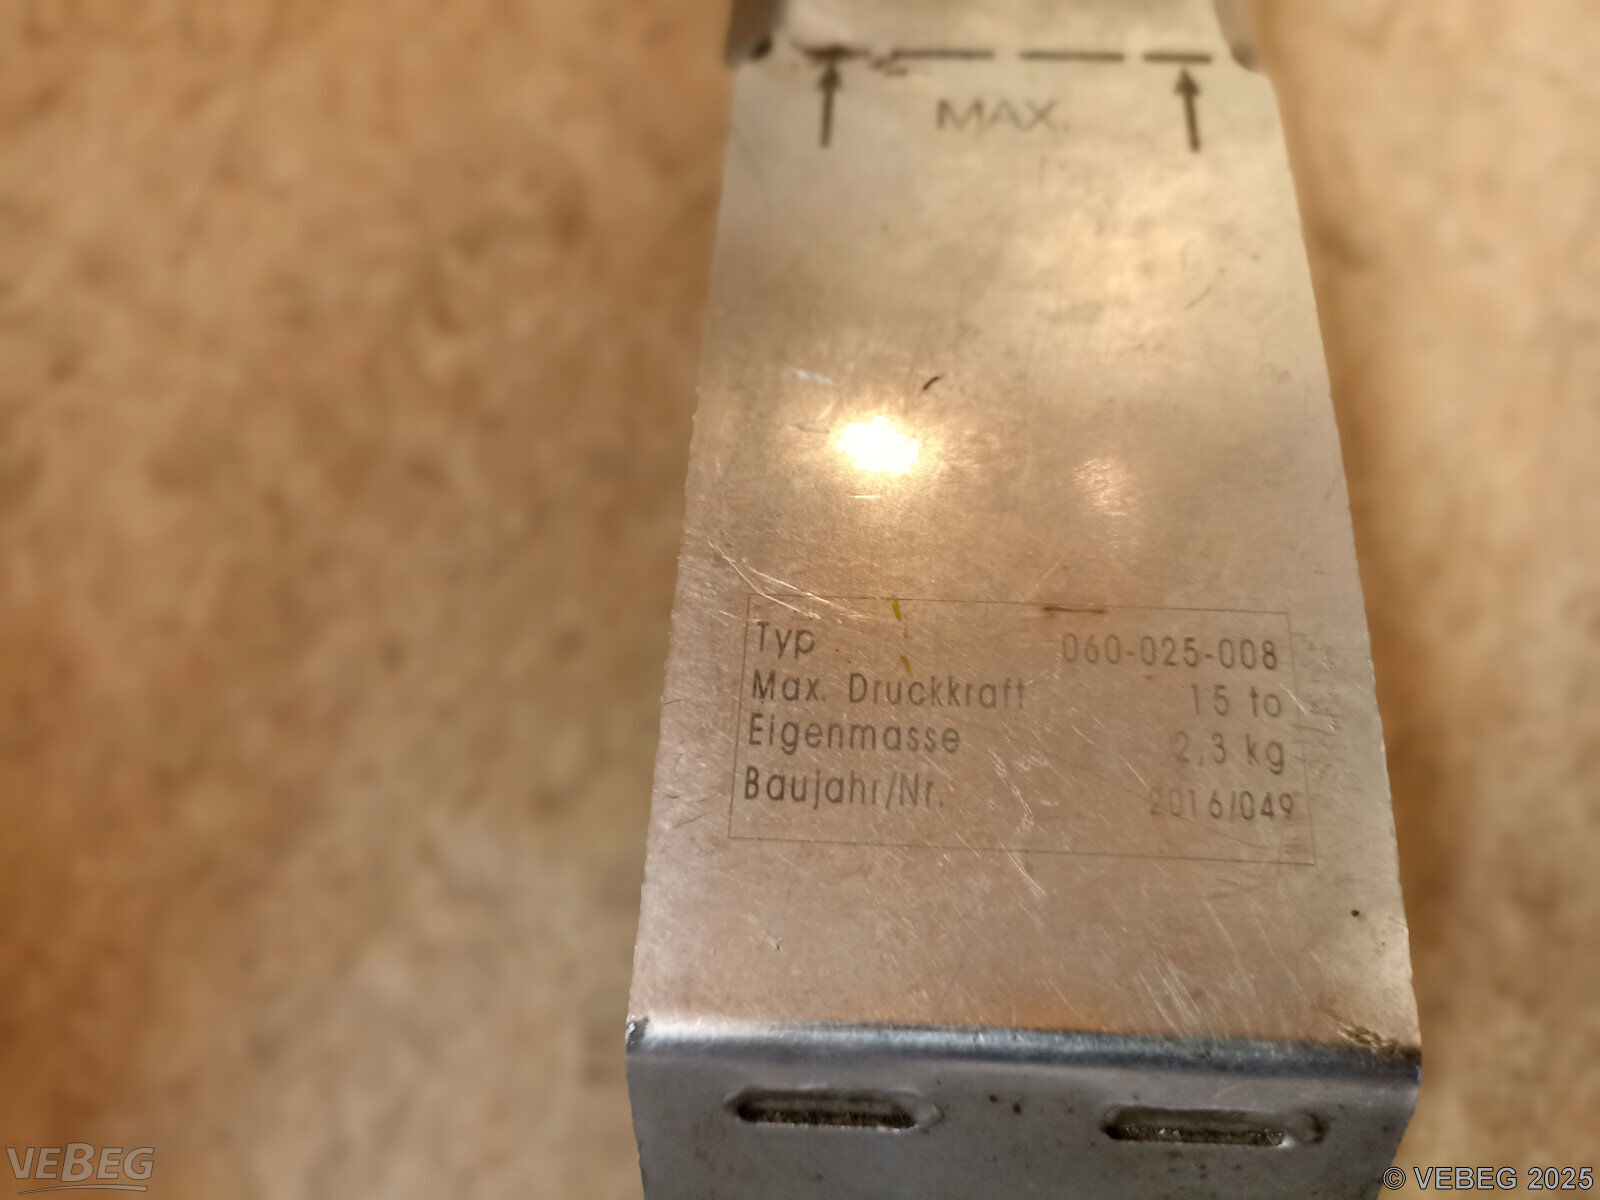 MAX.
Typ 060-025-008
Max. Druckkraft 15 to
Eigenmasse 2,3 kg
Baujahr/Nr. 2016/049
VEBEG
© VEBEG 2025